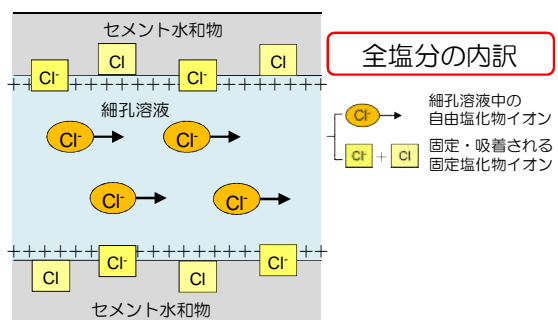 セメント水和物
Cl⁻ Cl Cl⁻ Cl
+++++++++++++++++++++++++++
細孔溶液
Cl⁻ Cl⁻
Cl⁻ Cl⁻
+++++++++++++++++++++++++++
Cl Cl⁻ Cl Cl⁻
セメント水和物
全塩分の内訳
Cl⁻
細孔溶液中の
自由塩化物イオン
Cl⁻ + Cl
固定・吸着される
固定塩化物イオン